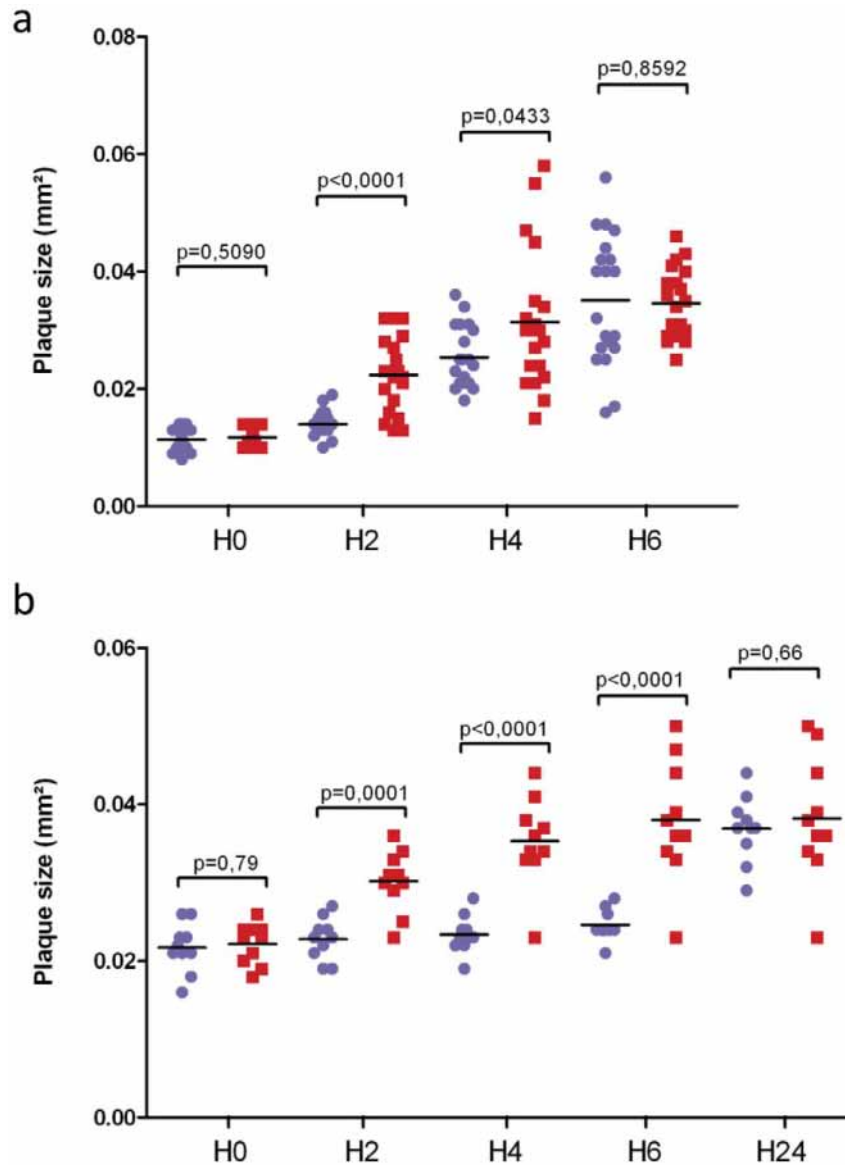 a
0.08
p=0,8592
p=0,0433
0.06
p<0,0001
p=0,5090
0.04
Plaque size (mm²)
0.02
0.00
H0 H2 H4 H6
b
0.06
p=0,66
p<0,0001
p<0,0001
p=0,0001
0.04
p=0,79
Plaque size (mm²)
0.02
0.00
H0 H2 H4 H6 H24